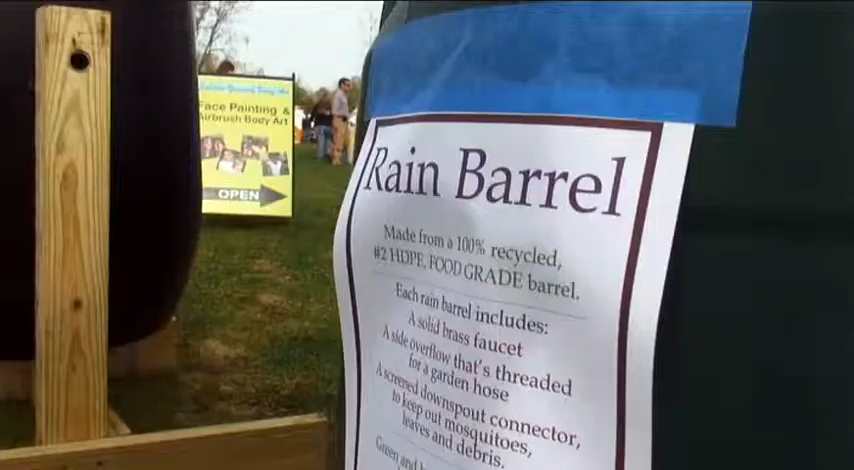 Face Painting &
Airbrush Body Art
OPEN
Rain Barrel
Made from a 100% recycled,
#2 HDPE, FOOD GRADE barrel.
Each rain barrel includes:
A solid brass faucet
A side overflow that's threaded
for a garden hose
A screened downspout connector,
to keep out mosquitoes,
leaves and debris.
Green and